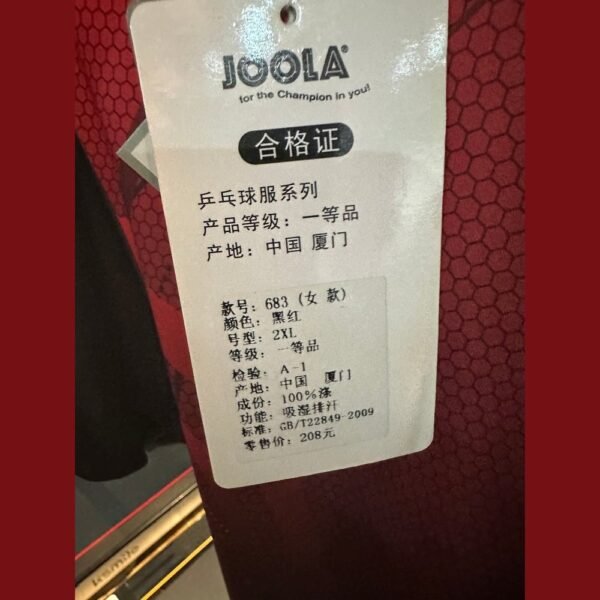 JOOLA®
for the Champion in you!
合格证
乒乓球服系列
产品等级：一等品
产地：中国 厦门
款号：683（女 款）
颜色：黑红
号型：2XL
等级：一等品
检验：A-1
产地：中国 厦门
成份：100%涤
功能：吸湿排汗
标准：GB/T22849-2009
零售价：208元